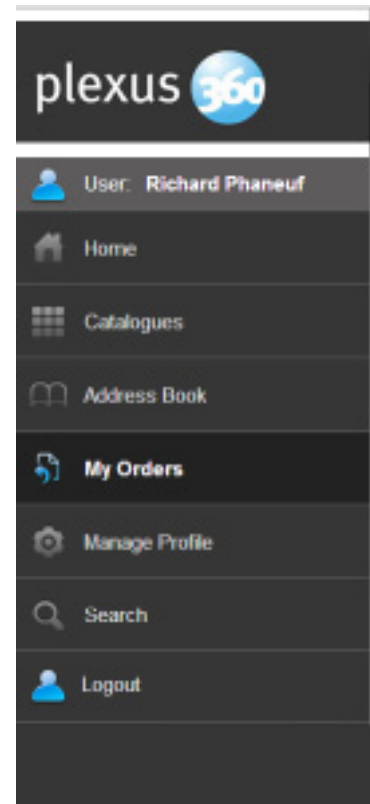 plexus 360
User: Richard Phaneuf
Home
Catalogues
Address Book
My Orders
Manage Profile
Search
Logout